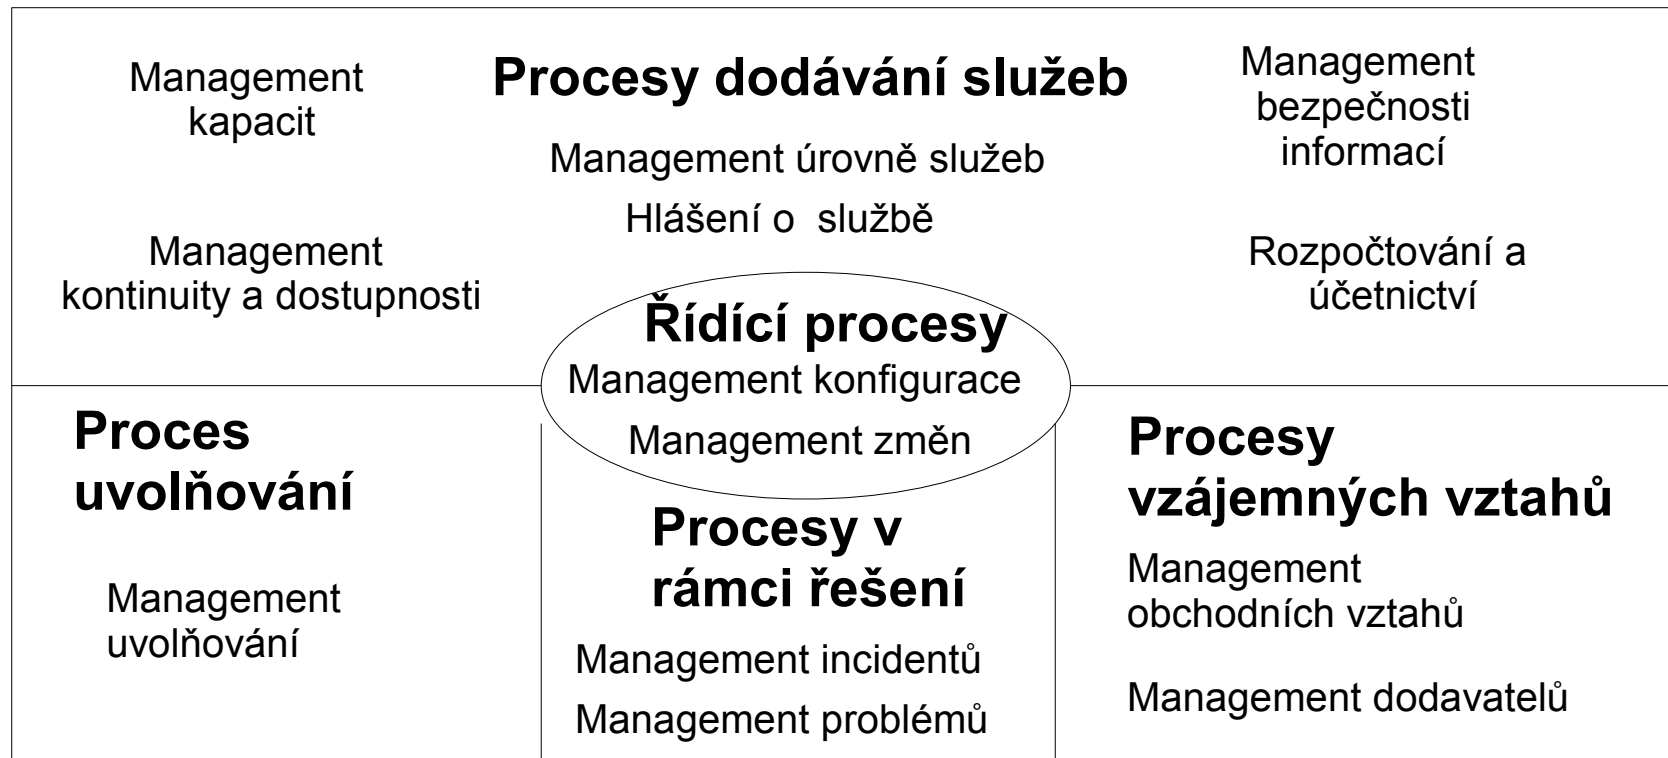 Procesy dodávání služeb
Management
kapacit
Management úrovně služeb
Hlášení o  službě
Management
bezpečnosti
informací
Management
kontinuity a dostupnosti
Rozpočtování a
účetnictví
Řídící procesy
Management konfigurace
Management změn
Proces
uvolňování
Management
uvolňování
Procesy v
rámci řešení
Management incidentů
Management problémů
Procesy
vzájemných vztahů
Management
obchodních vztahů
Management dodavatelů